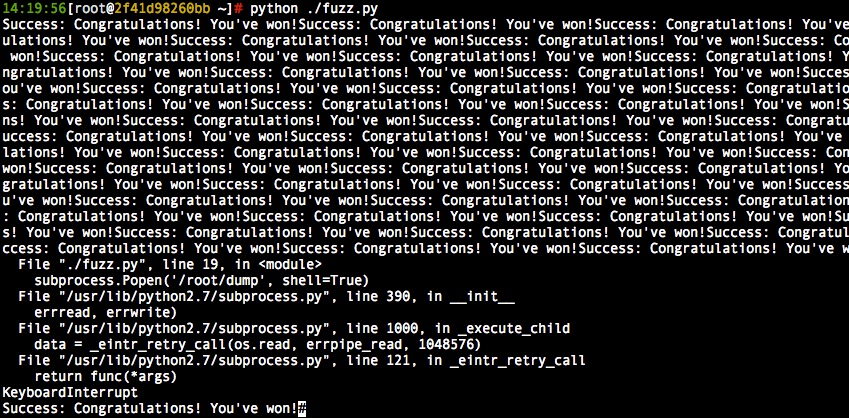 14:19:56[root@2f41d98260bb ~]# python ./fuzz.py
Success: Congratulations! You've won!Success: Congratulations! You've won!Success: Congratulations! You've
ulations! You've won!Success: Congratulations! You've won!Success: Congratulations! You've won!Success: Co
 won!Success: Congratulations! You've won!Success: Congratulations! You've won!Success: Congratulations! Y
ngratulations! You've won!Success: Congratulations! You've won!Success: Congratulations! You've won!Succes
ou've won!Success: Congratulations! You've won!Success: Congratulations! You've won!Success: Congratulatio
s: Congratulations! You've won!Success: Congratulations! You've won!Success: Congratulations! You've won!S
ns! You've won!Success: Congratulations! You've won!Success: Congratulations! You've won!Success: Congratu
uccess: Congratulations! You've won!Success: Congratulations! You've won!Success: Congratulations! You've
lations! You've won!Success: Congratulations! You've won!Success: Congratulations! You've won!Success: Con
won!Success: Congratulations! You've won!Success: Congratulations! You've won!Success: Congratulations! Yo
gratulations! You've won!Success: Congratulations! You've won!Success: Congratulations! You've won!Success
u've won!Success: Congratulations! You've won!Success: Congratulations! You've won!Success: Congratulation
: Congratulations! You've won!Success: Congratulations! You've won!Success: Congratulations! You've won!Su
s! You've won!Success: Congratulations! You've won!Success: Congratulations! You've won!Success: Congratul
ccess: Congratulations! You've won!Success: Congratulations! You've won!Success: Congratulations! You've w
  File "./fuzz.py", line 19, in <module>
    subprocess.Popen('/root/dump', shell=True)
  File "/usr/lib/python2.7/subprocess.py", line 390, in __init__
    errread, errwrite)
  File "/usr/lib/python2.7/subprocess.py", line 1000, in _execute_child
    data = _eintr_retry_call(os.read, errpipe_read, 1048576)
  File "/usr/lib/python2.7/subprocess.py", line 121, in _eintr_retry_call
    return func(*args)
KeyboardInterrupt
Success: Congratulations! You've won!#